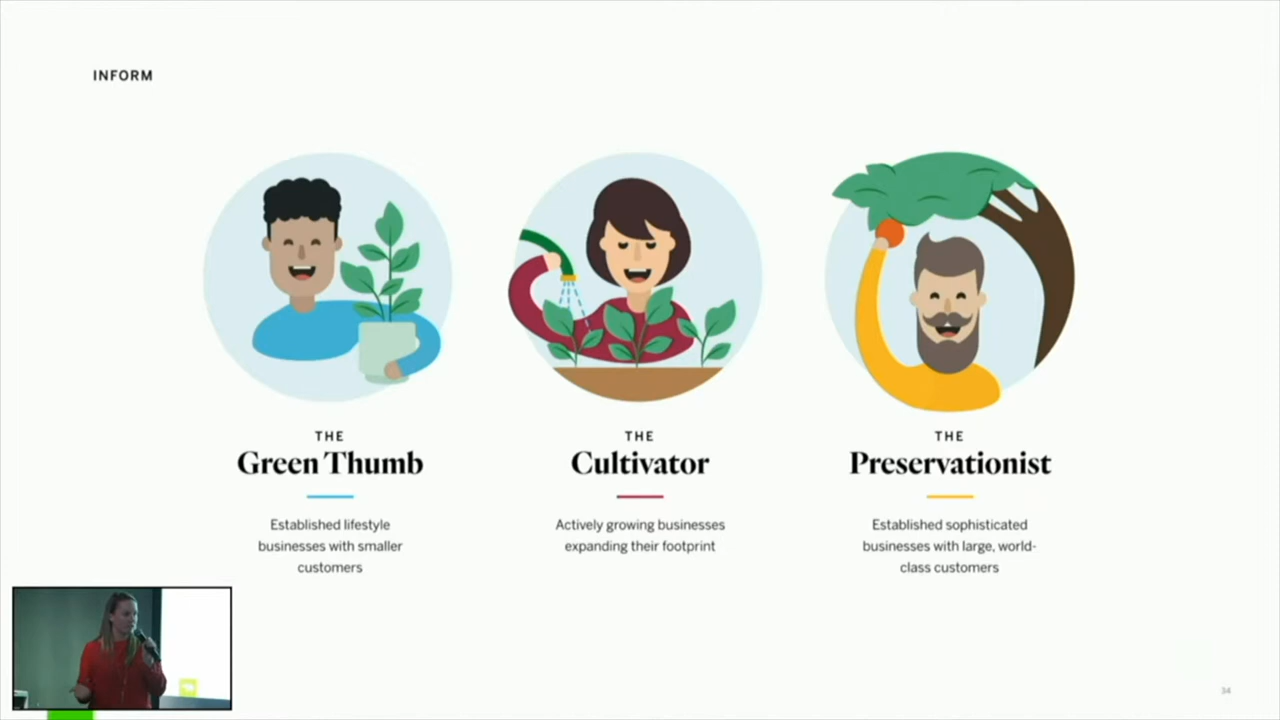 INFORM
THE
Green Thumb
Established lifestyle
businesses with smaller
customers
THE
Cultivator
Actively growing businesses
expanding their footprint
THE
Preservationist
Established sophisticated
businesses with large, world-
class customers
34